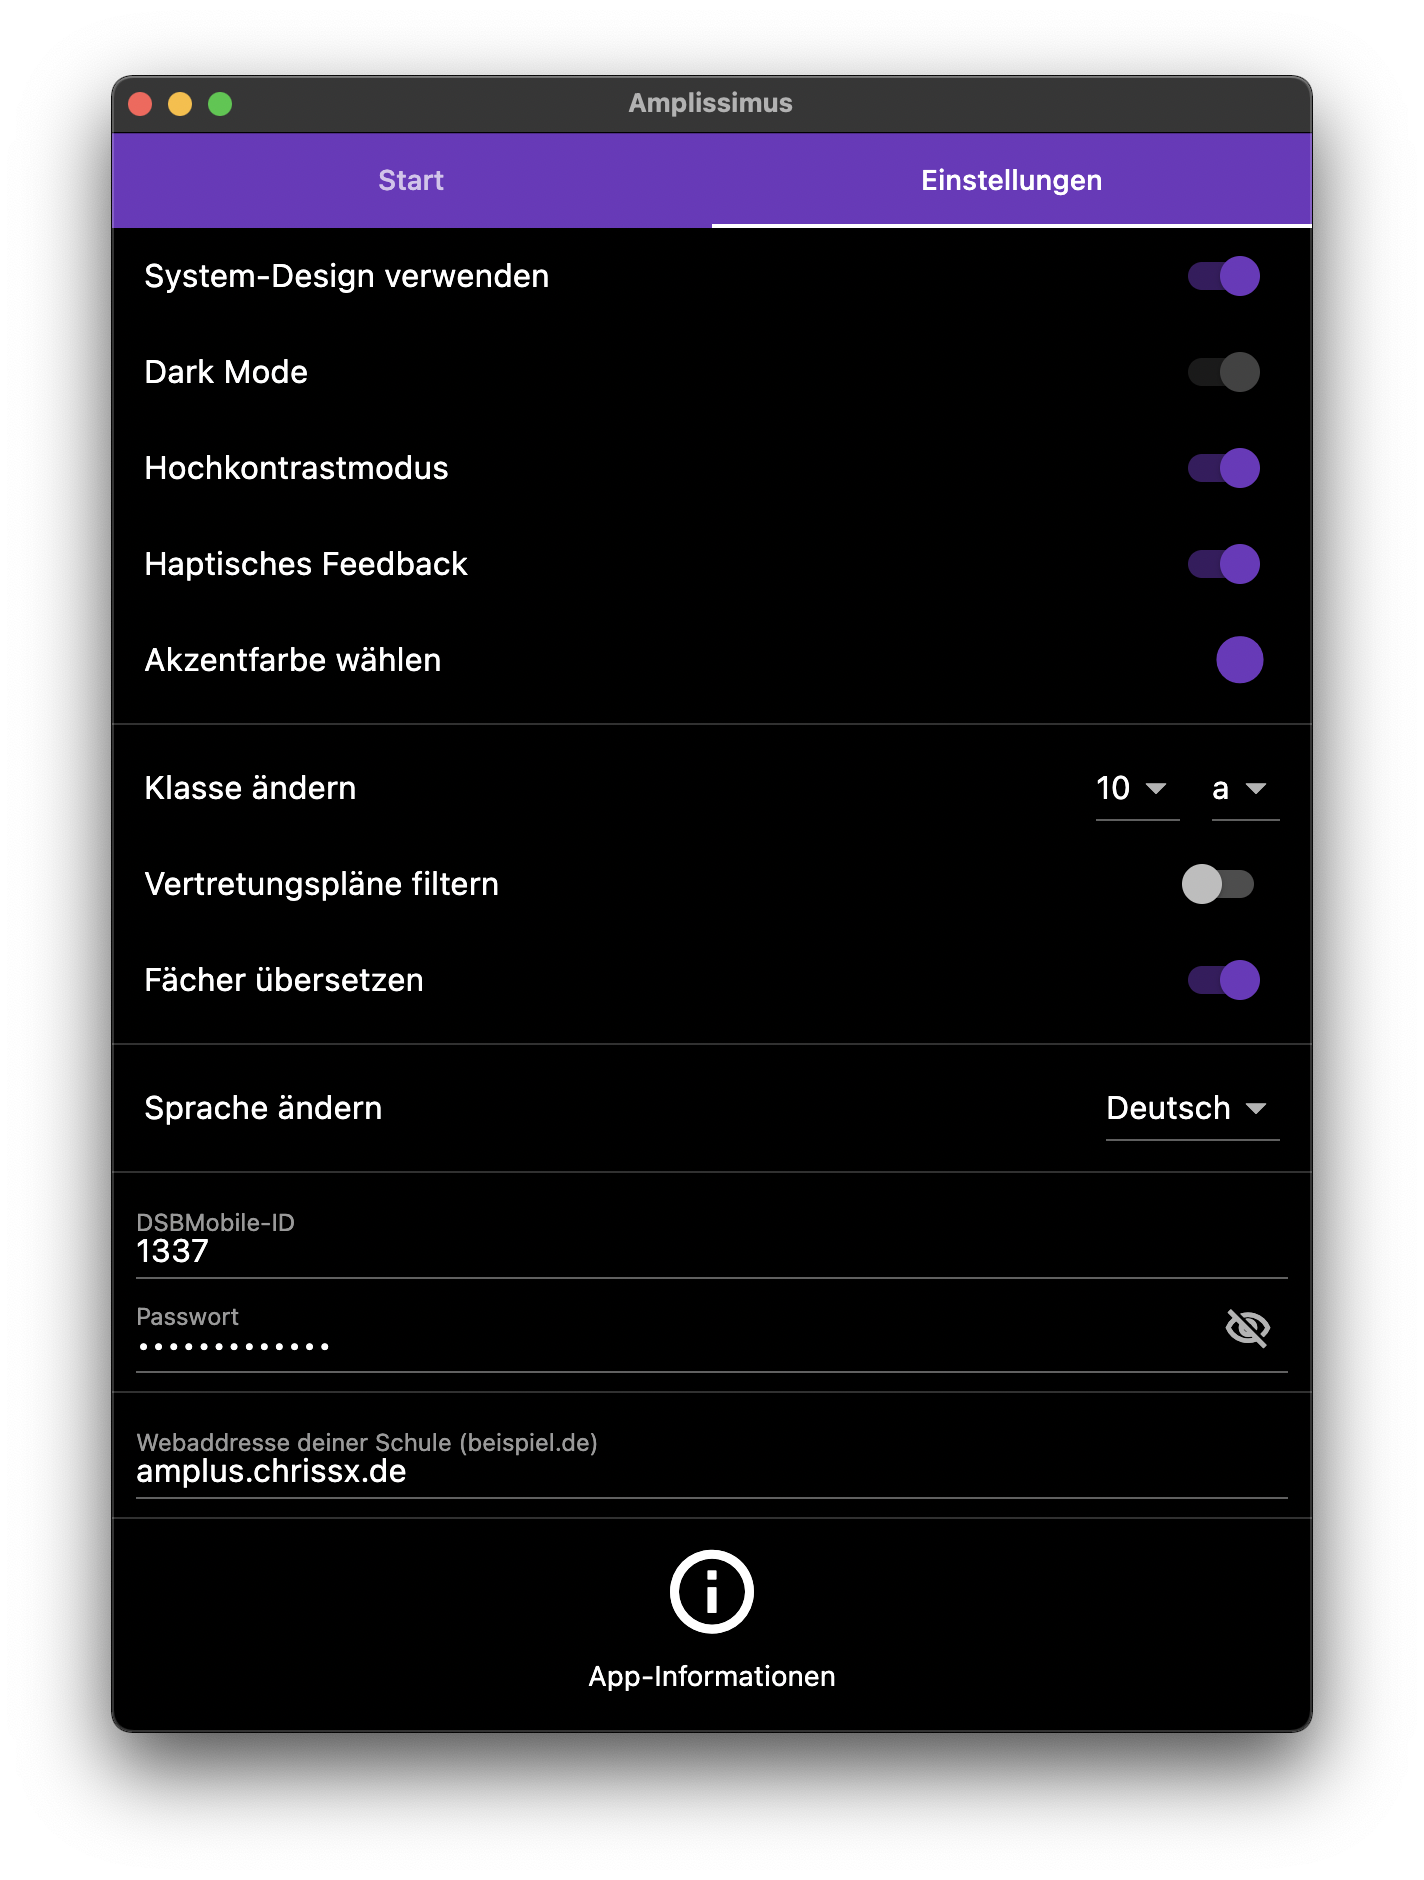 Amplissimus
Start
Einstellungen
System-Design verwenden
Dark Mode
Hochkontrastmodus
Haptisches Feedback
Akzentfarbe wählen
Klasse ändern
10
a
Vertretungspläne filtern
Fächer übersetzen
Sprache ändern
Deutsch
DSBMobile-ID
1337
Passwort
•••••••••••••
Webaddresse deiner Schule (beispiel.de)
amplus.chrissx.de
App-Informationen